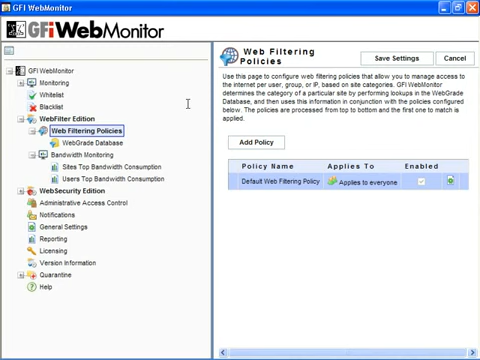 GFI WebMonitor
GFi WebMonitor
GFI WebMonitor
Monitoring
Whitelist
Blacklist
WebFilter Edition
Web Filtering Policies
WebGrade Database
Bandwidth Monitoring
Sites Top Bandwidth Consumption
Users Top Bandwidth Consumption
WebSecurity Edition
Administrative Access Control
Notifications
General Settings
Reporting
Licensing
Version Information
Quarantine
Help
Web Filtering
Policies
Save Settings
Cancel
Use this page to configure web filtering policies that allow you to manage access
to the internet per user, group, or IP, based on site categories. GFI WebMonitor
determines the category of a particular site by performing lookups in the WebGrade
Database, and then uses this information in conjunction with the policies configured
below. The policies are processed from top to bottom and the first one to match is
applied.
Add Policy
Policy Name Applies To Enabled
Default Web Filtering Policy Applies to everyone